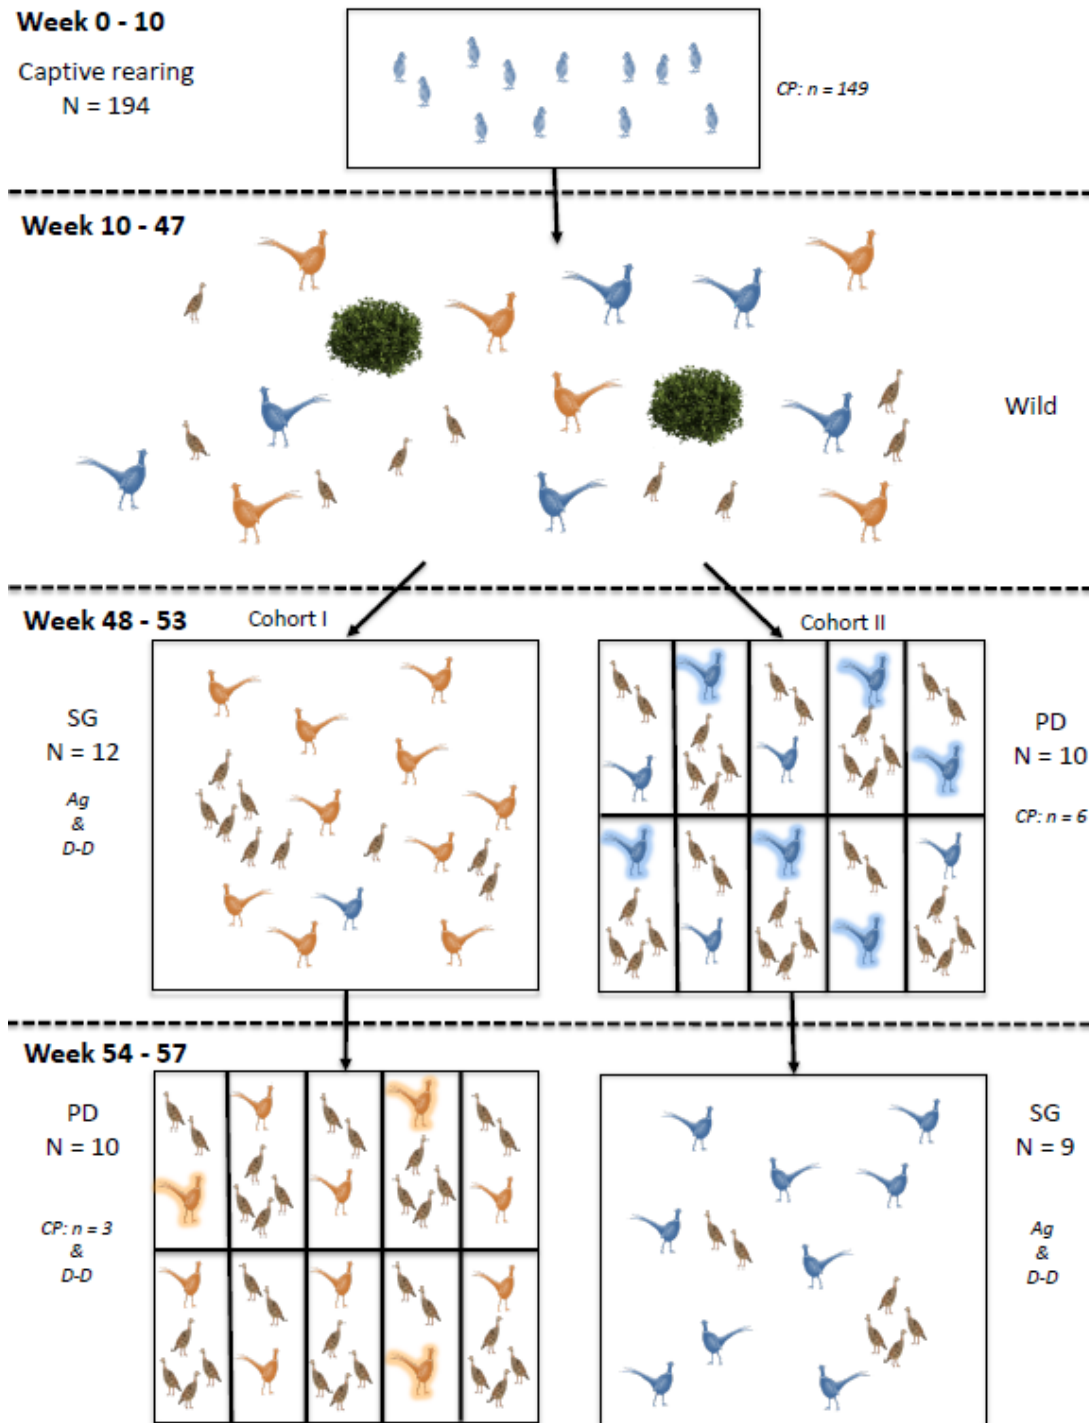 Week 0 - 10
Captive rearing
N = 194
CP: n = 149
Week 10 - 47
Wild
Week 48 - 53
Cohort I
Cohort II
SG
N = 12
Ag
&
D-D
PD
N = 10
CP: n = 6
Week 54 - 57
PD
N = 10
CP: n = 3
&
D-D
SG
N = 9
Ag
&
D-D